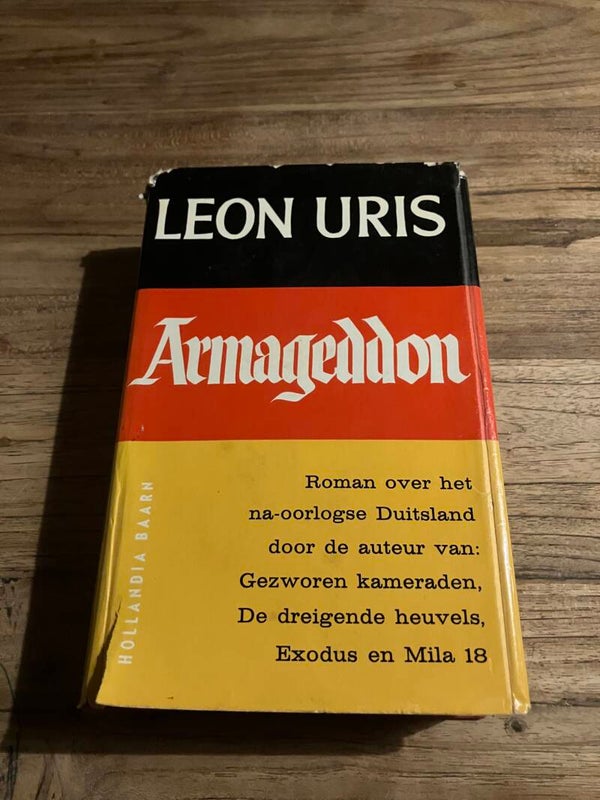 LEON URIS
Armageddon
Roman over het
na-oorlogse Duitsland
door de auteur van:
Gezworen kameraden,
De dreigende heuvels,
Exodus en Mila 18
HOLLANDIA BAARN